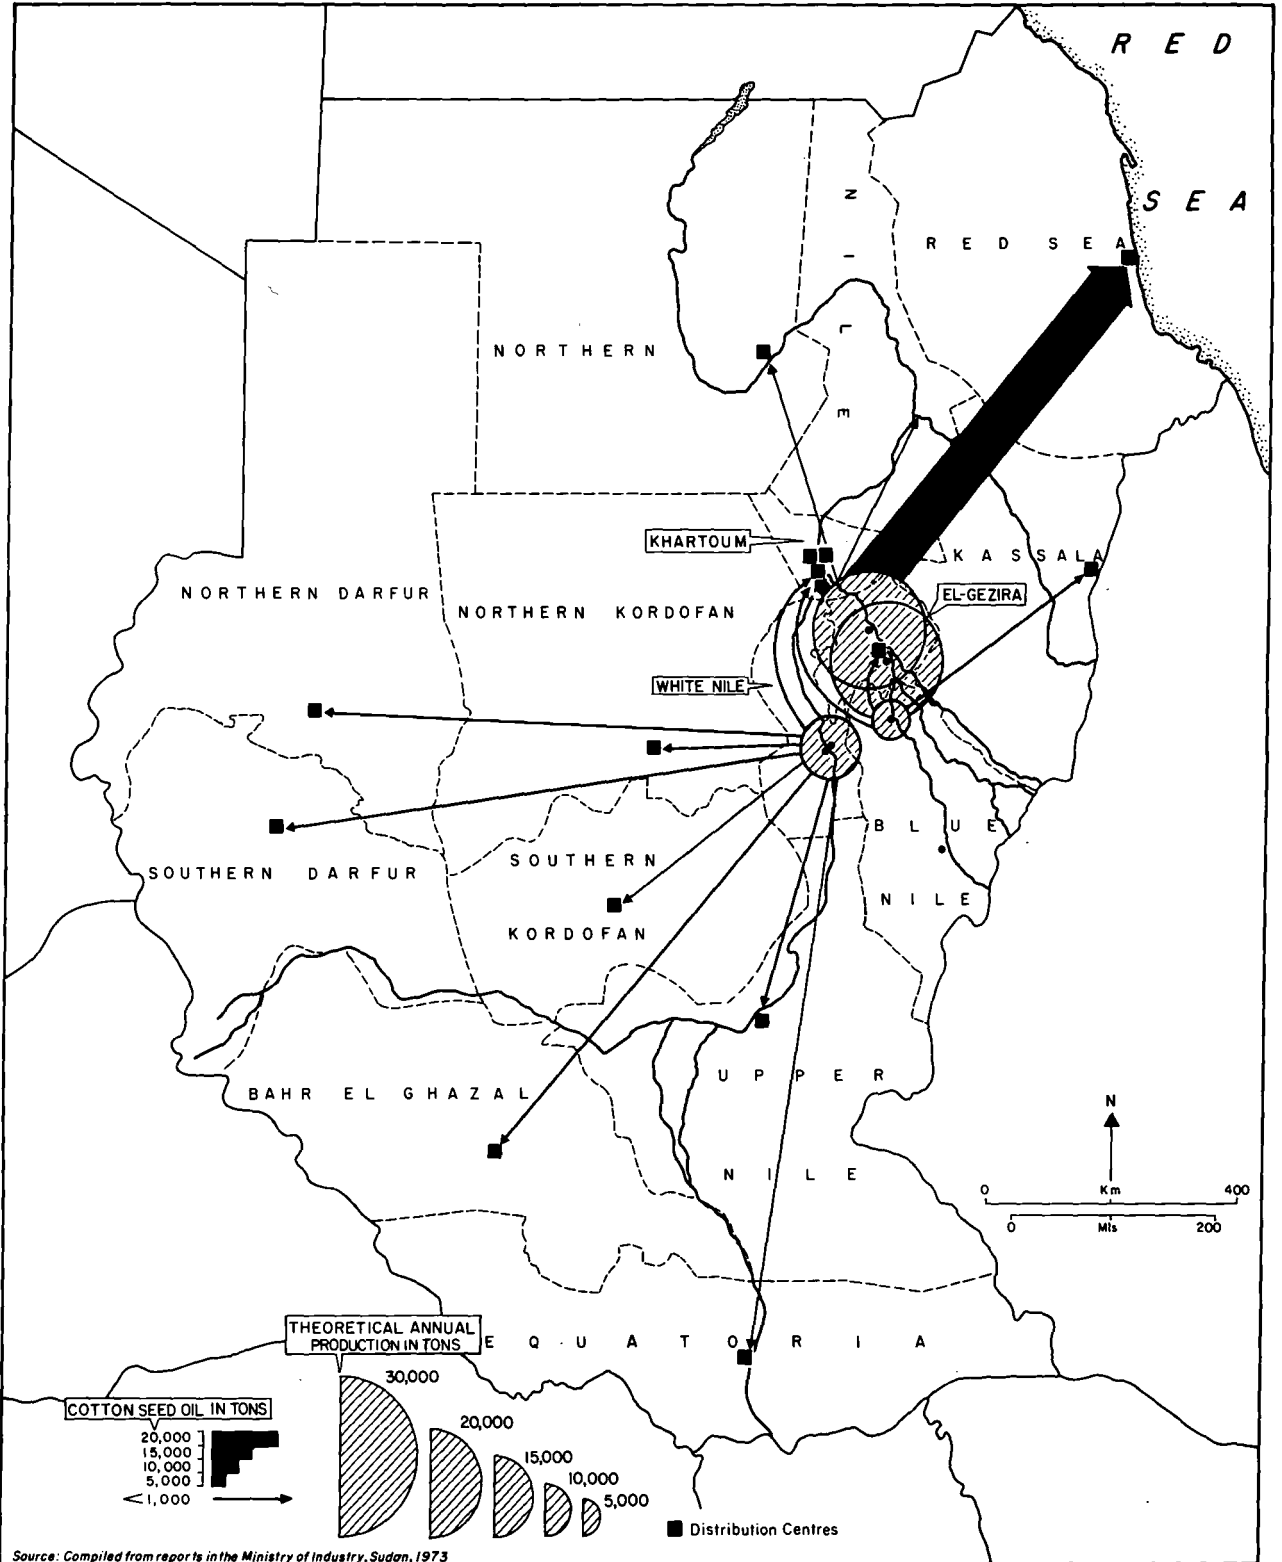 RED
SEA
NILE
RED SEA
NORTHERN
KHARTOUM
KASSALA
NORTHERN DARFUR
EL-GEZIRA
NORTHERN KORDOFAN
WHITE NILE
BLUE
NILE
SOUTHERN
KORDOFAN
SOUTHERN DARFUR
UPPER
NILE
BAHR EL GHAZAL
N
0 Km 400
0 Mls 200
EQUATORIA
THEORETICAL ANNUAL
PRODUCTION IN TONS
30,000
20,000
15,000
10,000
5,000
COTTON SEED OIL IN TONS
20,000
15,000
10,000
5,000
<1,000
Distribution Centres
Source: Compiled from reports in the Ministry of Industry, Sudan, 1973